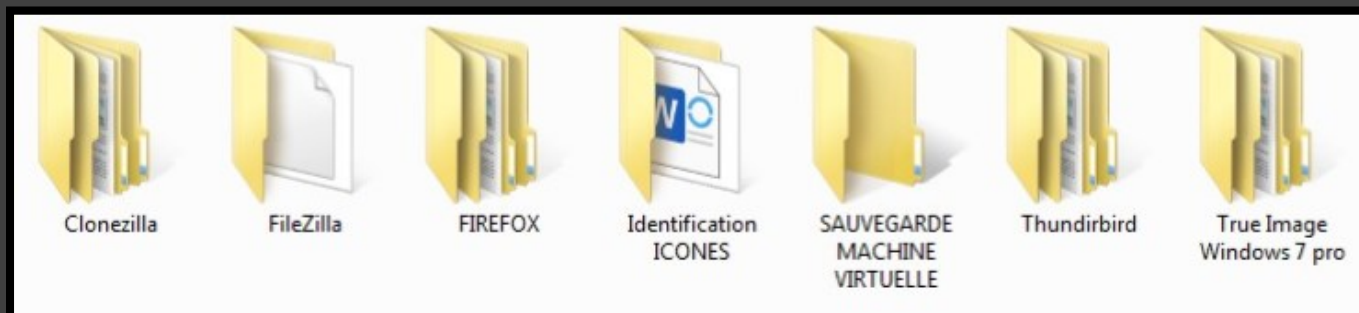 Clonezilla
FileZilla
FIREFOX
Identification
ICONES
SAUVEGARDE
MACHINE
VIRTUELLE
Thundirbird
True Image
Windows 7 pro
W